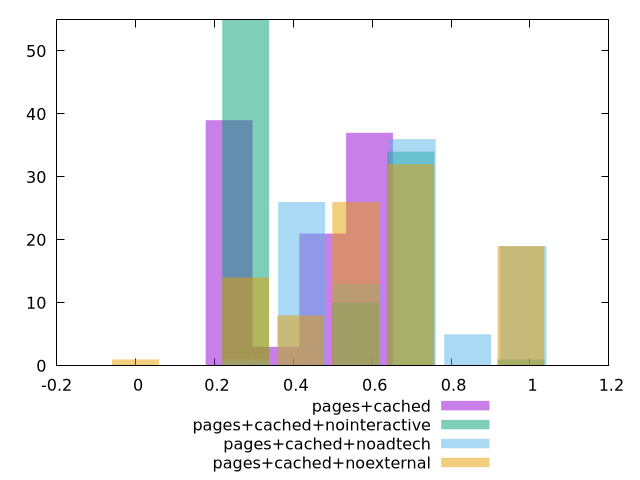 50
40
30
20
10
0
-0.2 0 0.2 0.4 0.6 0.8 1 1.2
pages+cached
pages+cached+nointeractive
pages+cached+noadtech
pages+cached+noexternal